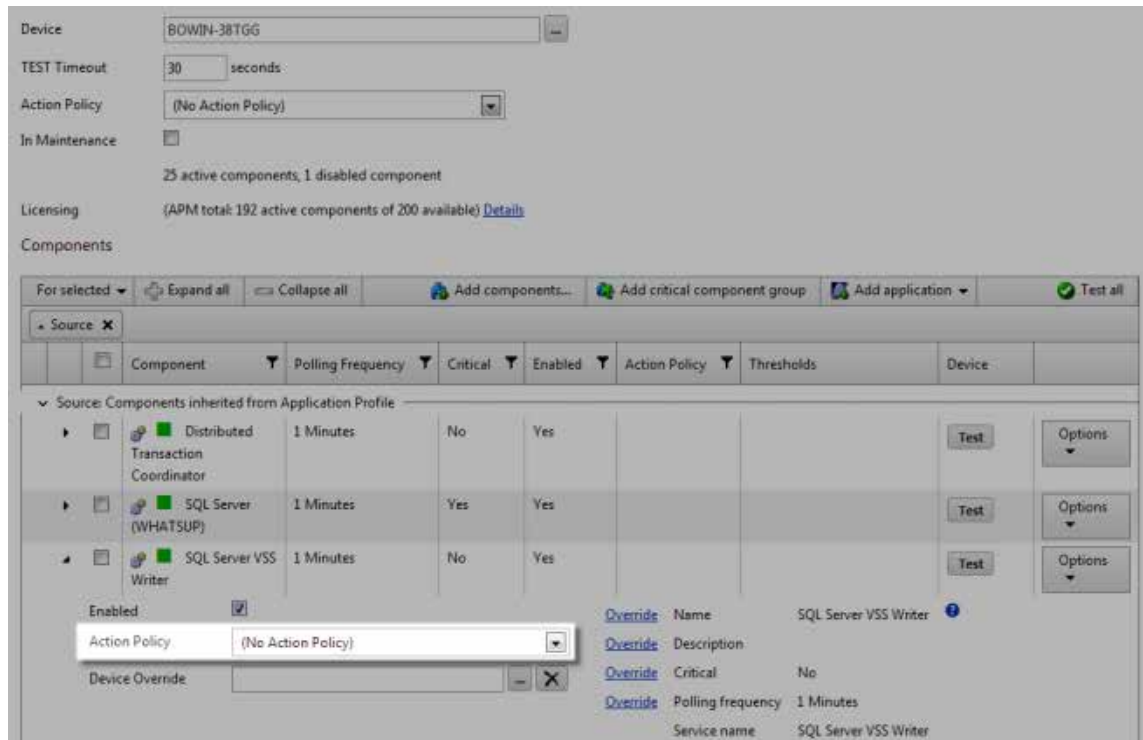 Device BOWIN-38TGG ...
TEST Timeout 30 seconds
Action Policy (No Action Policy)
In Maintenance
25 active components, 1 disabled component
Licensing (APM total: 192 active components of 200 available) Details
Components
For selected Expand all Collapse all Add components... Add critical component group Add application Test all
Source X
Component Polling Frequency Critical Enabled Action Policy Thresholds Device
Source: Components inherited from Application Profile
Distributed 1 Minutes No Yes Test Options
Transaction
Coordinator
SQL Server 1 Minutes Yes Yes Test Options
(WHATSUP)
SQL Server VSS 1 Minutes No Yes Test Options
Writer
Enabled Override Name SQL Server VSS Writer ?
Action Policy (No Action Policy) Override Description
Device Override ... X Override Critical No
Override Polling frequency 1 Minutes
Service name SQL Server VSS Writer